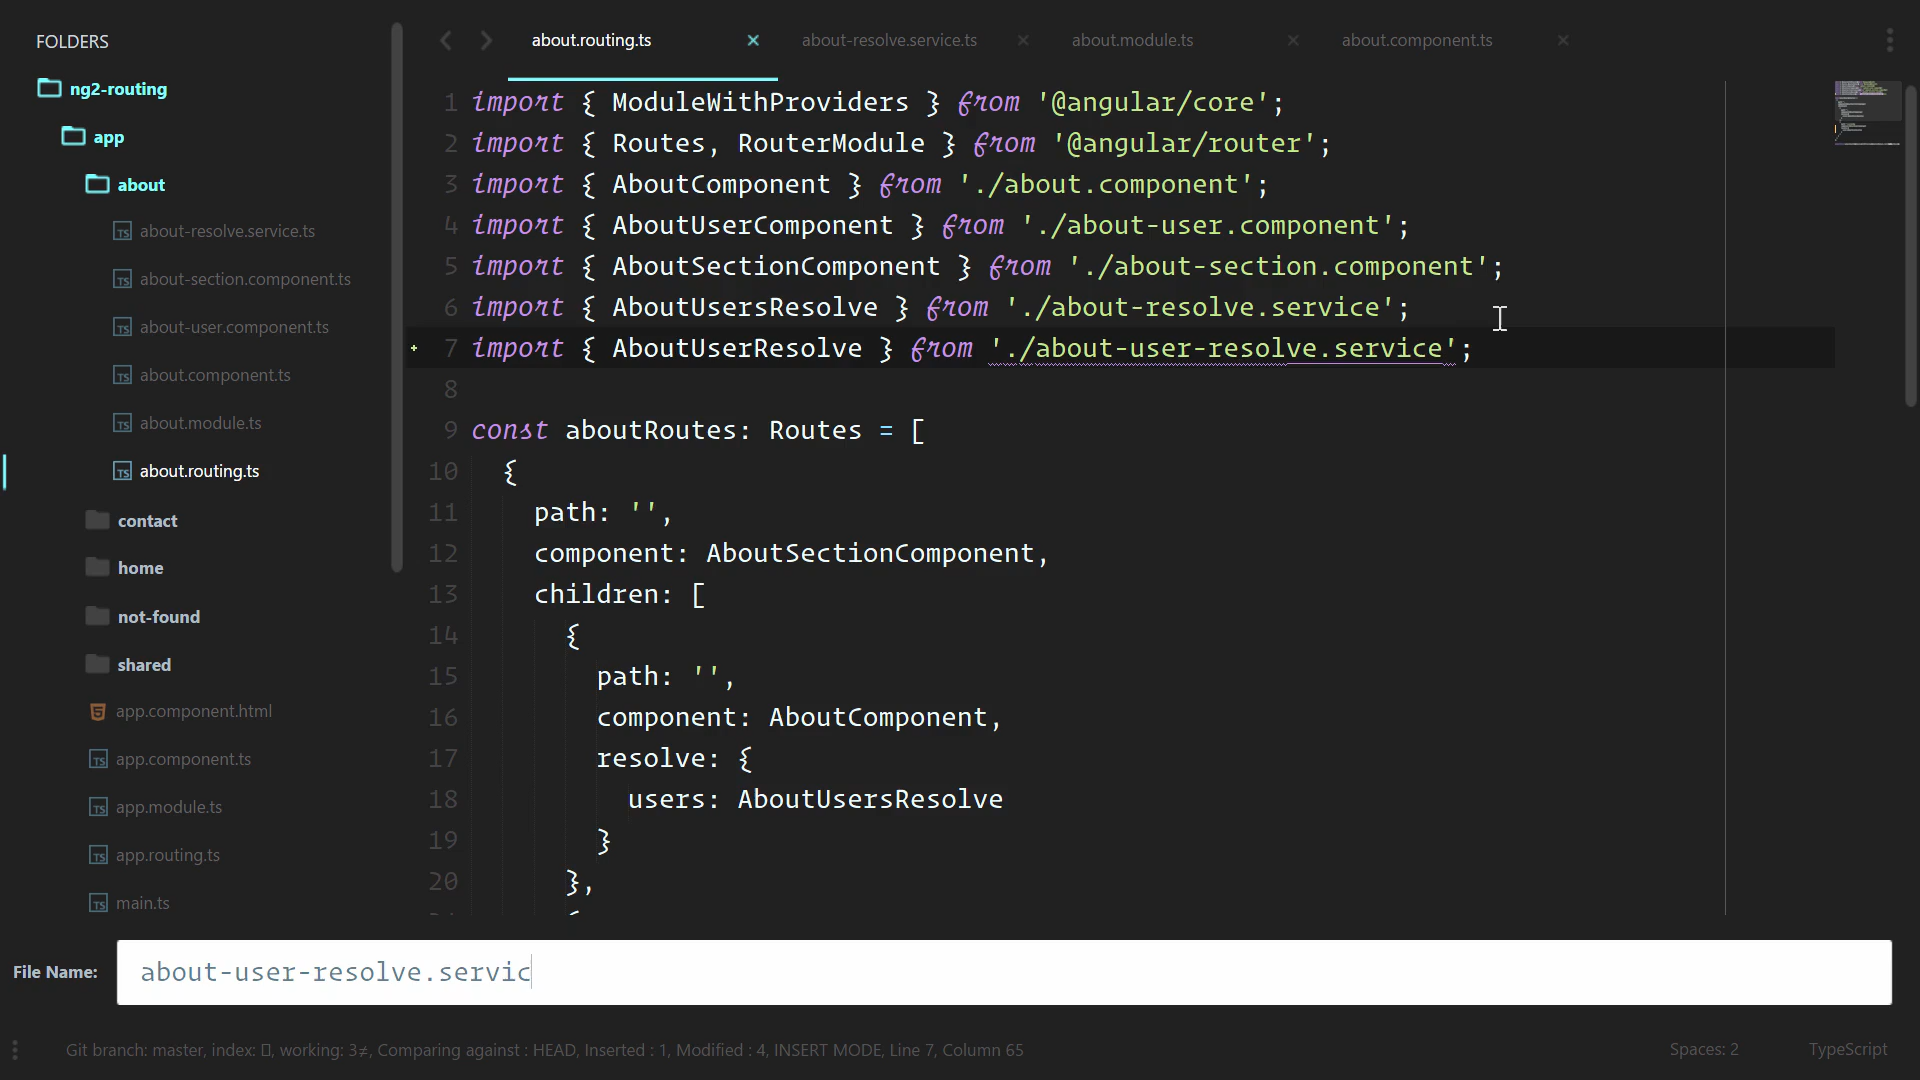 FOLDERS
ng2-routing
app
about
about-resolve.service.ts
about-section.component.ts
about-user.component.ts
about.component.ts
about.module.ts
about.routing.ts
contact
home
not-found
shared
app.component.html
app.component.ts
app.module.ts
app.routing.ts
main.ts
about.routing.ts
about-resolve.service.ts
about.module.ts
about.component.ts
1 import { ModuleWithProviders } from '@angular/core';
2 import { Routes, RouterModule } from '@angular/router';
3 import { AboutComponent } from './about.component';
4 import { AboutUserComponent } from './about-user.component';
5 import { AboutSectionComponent } from './about-section.component';
6 import { AboutUsersResolve } from './about-resolve.service';
7 import { AboutUserResolve } from './about-user-resolve.service';
8
9 const aboutRoutes: Routes = [
10 {
11 path: '',
12 component: AboutSectionComponent,
13 children: [
14 {
15 path: '',
16 component: AboutComponent,
17 resolve: {
18 users: AboutUsersResolve
19 }
20 },
File Name: about-user-resolve.servic
Git branch: master, index: ▯, working: 3≠, Comparing against : HEAD, Inserted : 1, Modified : 4, INSERT MODE, Line 7, Column 65
Spaces: 2
TypeScript